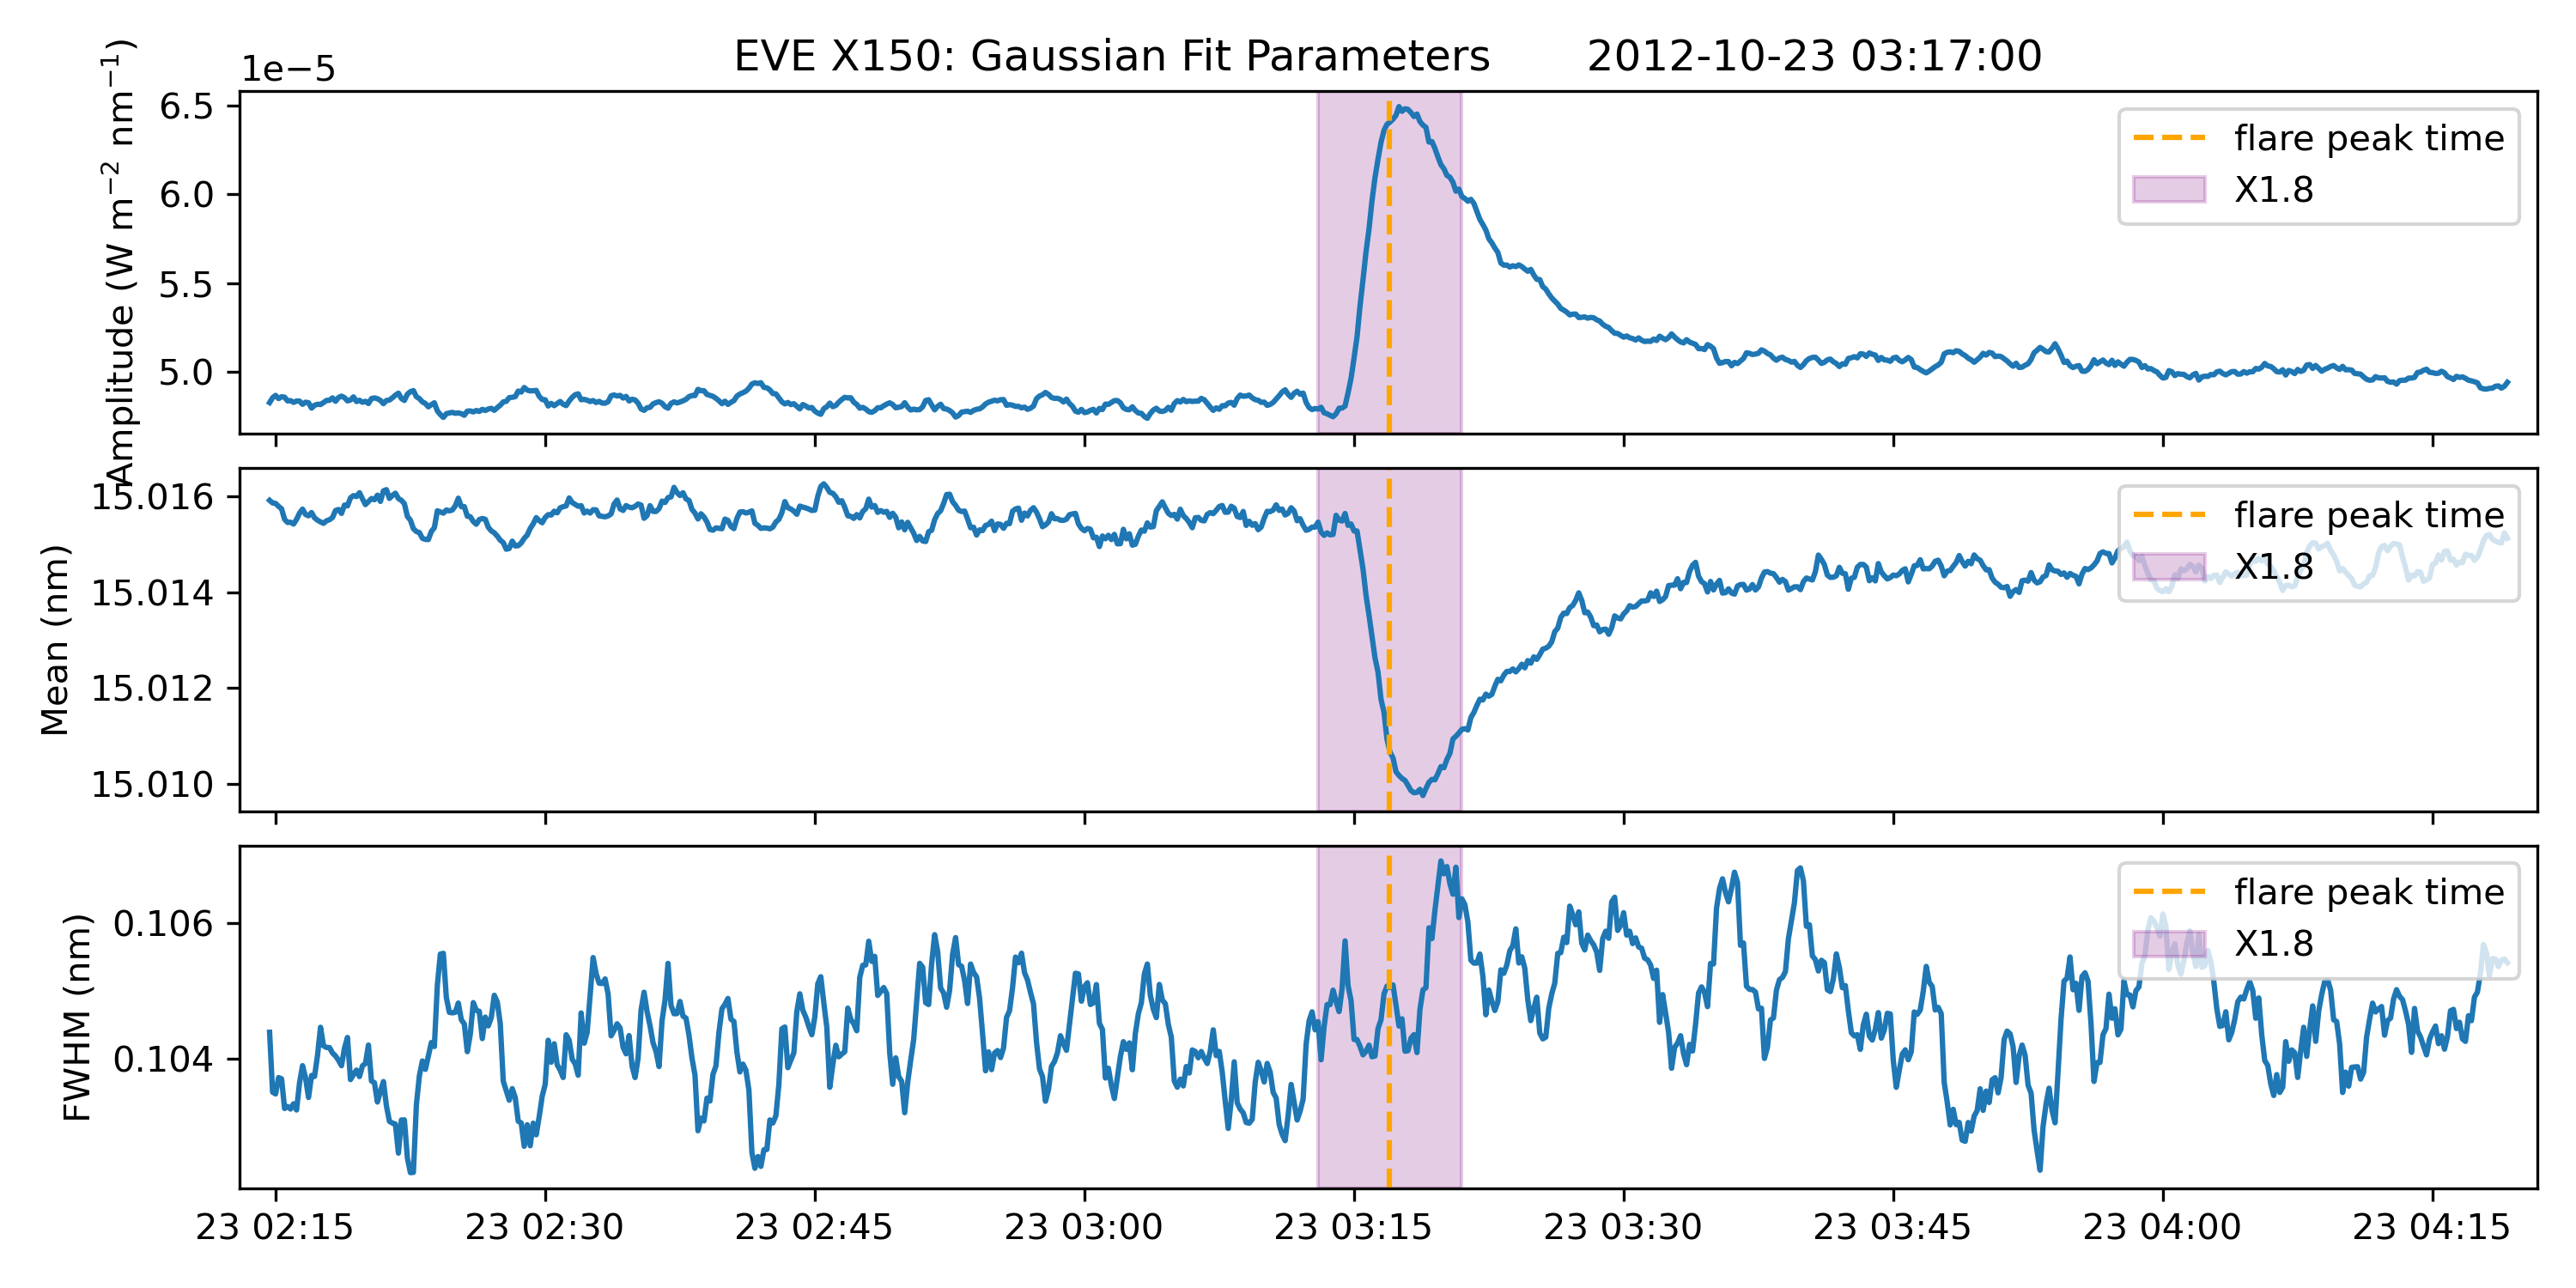 EVE X150: Gaussian Fit Parameters 2012-10-23 03:17:00
1e−5
Amplitude (W m⁻² nm⁻¹)
6.5
6.0
5.5
5.0
flare peak time
X1.8
Mean (nm)
15.016
15.014
15.012
15.010
flare peak time
X1.8
FWHM (nm)
0.106
0.104
flare peak time
X1.8
23 02:15 23 02:30 23 02:45 23 03:00 23 03:15 23 03:30 23 03:45 23 04:00 23 04:15